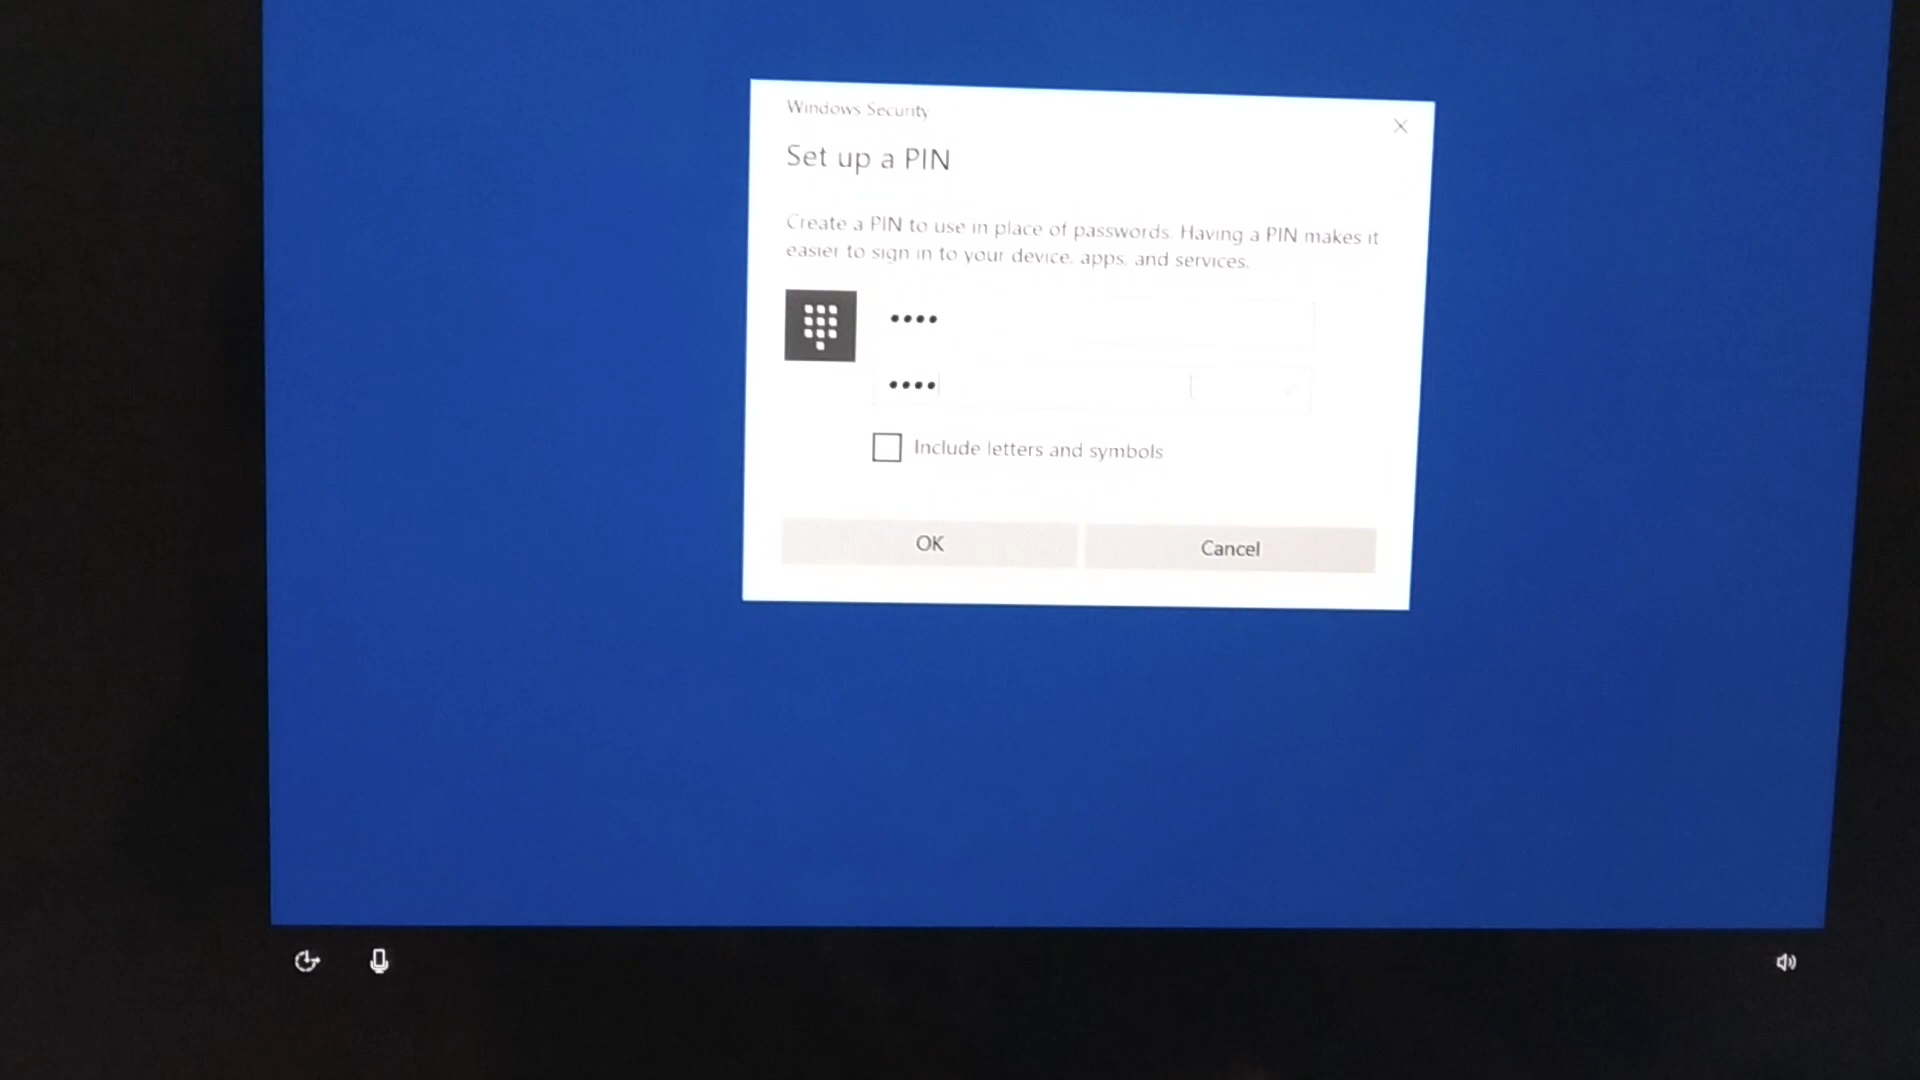 Windows Security
Set up a PIN
Create a PIN to use in place of passwords. Having a PIN makes it
easier to sign in to your device, apps, and services.
••••
••••
Include letters and symbols
OK
Cancel